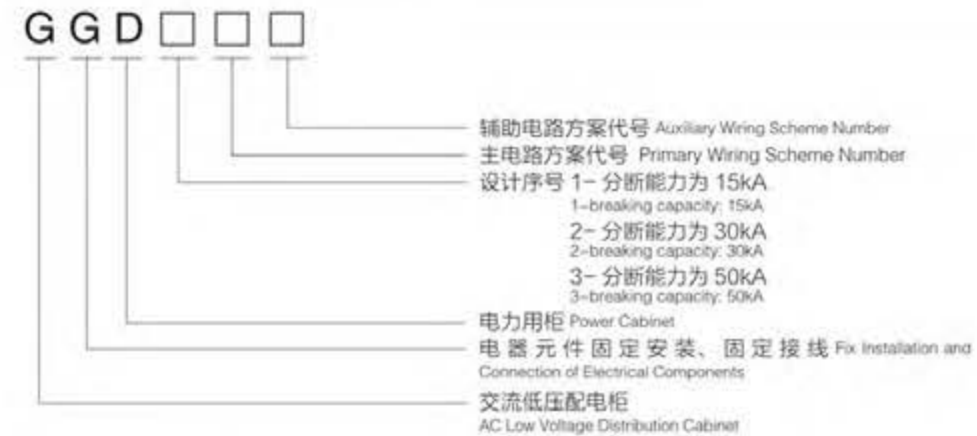 G G D □ □ □
辅助电路方案代号 Auxiliary Wiring Scheme Number
主电路方案代号 Primary Wiring Scheme Number
设计序号 1- 分断能力为 15kA
1-breaking capacity: 15kA
2- 分断能力为 30kA
2-breaking capacity: 30kA
3- 分断能力为 50kA
3-breaking capacity: 50kA
电力用柜 Power Cabinet
电器元件固定安装、固定接线 Fix Installation and
Connection of Electrical Components
交流低压配电柜
AC Low Voltage Distribution Cabinet